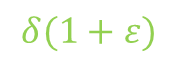 δ(1 + ε)